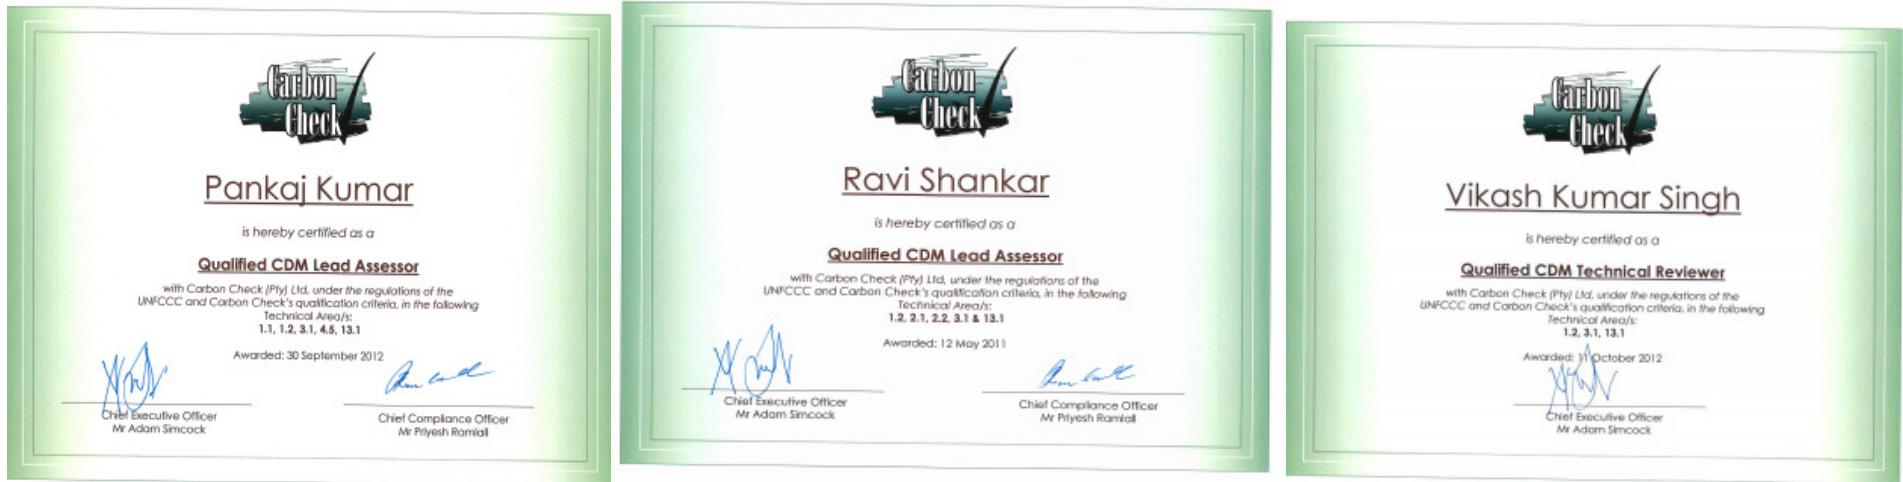 Carbon
Check
Pankaj Kumar
is hereby certified as a
Qualified CDM Lead Assessor
with Carbon Check (Pty) Ltd, under the regulations of the
UNFCCC and Carbon Check's qualification criteria, in the following
Technical Area/s:
1.1, 1.2, 3.1, 4.5, 13.1
Awarded: 30 September 2012
Chief Executive Officer
Mr Adam Simcock
Chief Compliance Officer
Mr Priyesh Ramlall
Carbon
Check
Ravi Shankar
is hereby certified as a
Qualified CDM Lead Assessor
with Carbon Check (Pty) Ltd, under the regulations of the
UNFCCC and Carbon Check's qualification criteria, in the following
Technical Area/s:
1.2, 2.1, 2.2, 3.1 & 13.1
Awarded: 12 May 2011
Chief Executive Officer
Mr Adam Simcock
Chief Compliance Officer
Mr Priyesh Ramlall
Carbon
Check
Vikash Kumar Singh
is hereby certified as a
Qualified CDM Technical Reviewer
with Carbon Check (Pty) Ltd, under the regulations of the
UNFCCC and Carbon Check's qualification criteria, in the following
Technical Area/s:
1.2, 3.1, 13.1
Awarded: 11 October 2012
Chief Executive Officer
Mr Adam Simcock